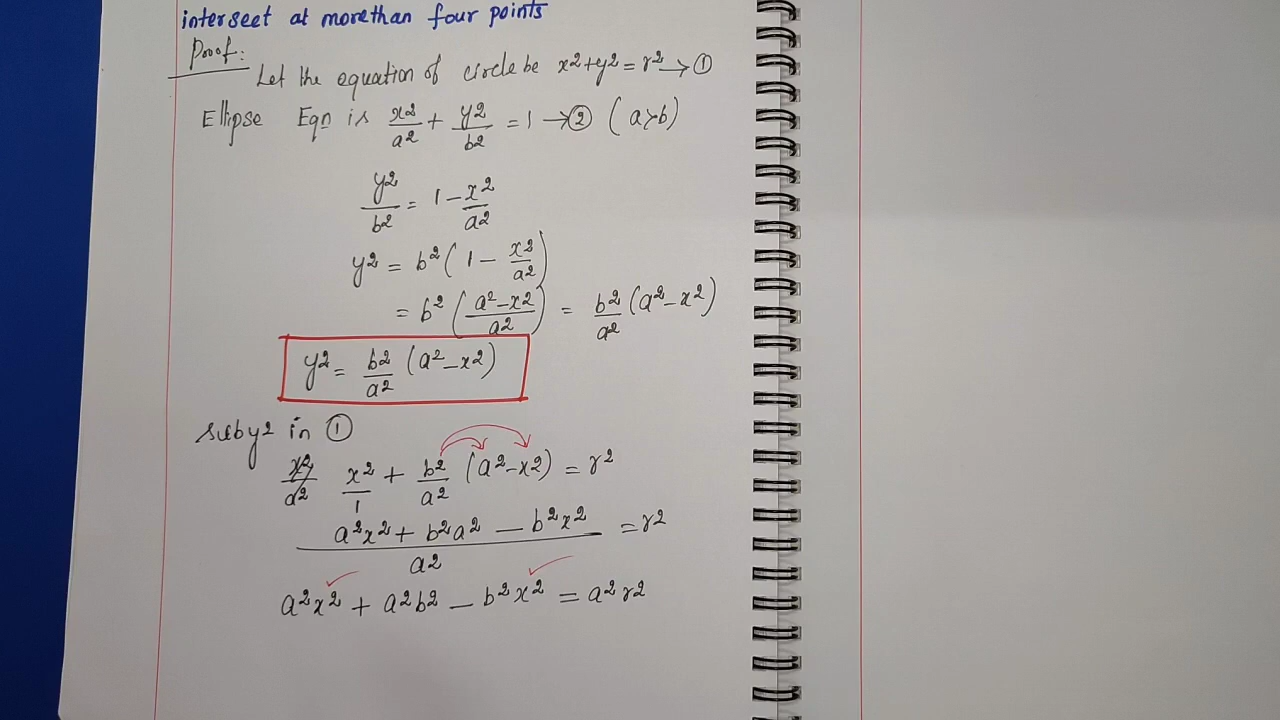 intersect at morethan four points
Proof:
Let the equation of circle be x² + y² = r² → ①
Ellipse Eqn is x²/a² + y²/b² = 1 → ② (a>b)
y²/b² = 1 - x²/a²
y² = b² (1 - x²/a²)
= b² ((a² - x²)/a²) = b²/a² (a² - x²)
y² = b²/a² (a² - x²)
sub y² in ①
x²/1 + b²/a² (a² - x²) = r²
(a²x² + b²a² - b²x²)/a² = r²
a²x² + a²b² - b²x² = a²r²